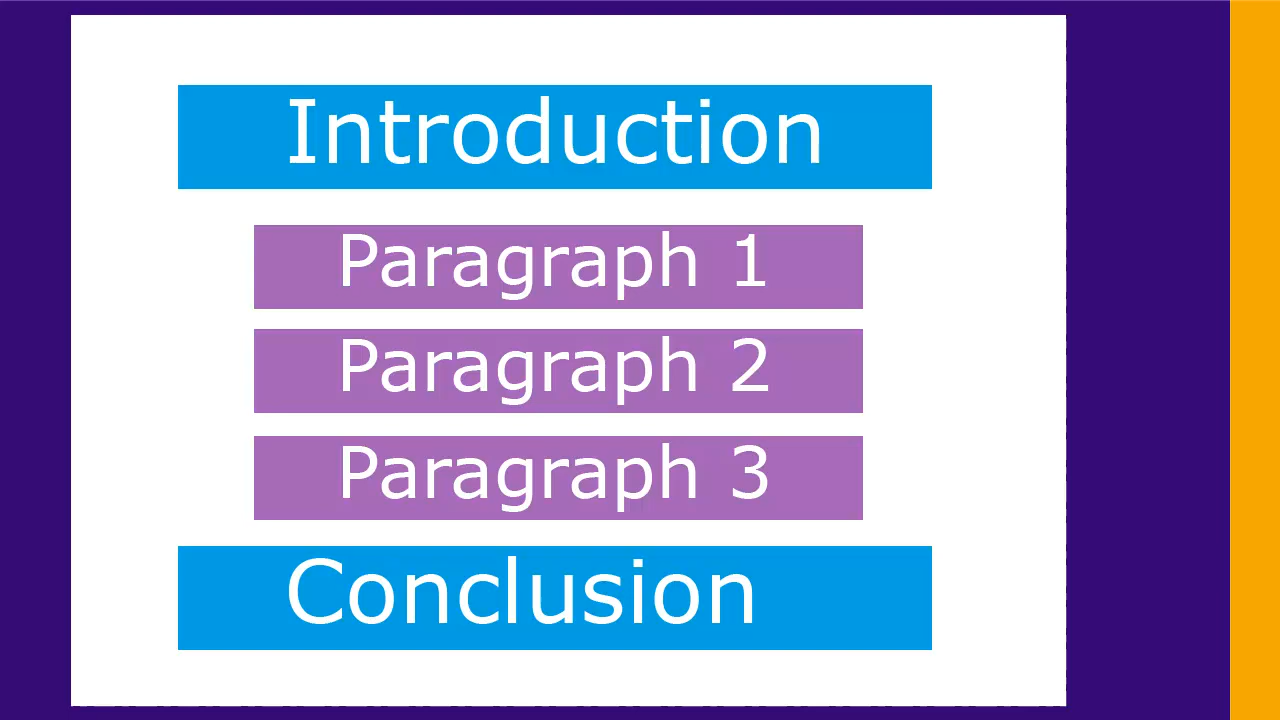 Introduction
Paragraph 1
Paragraph 2
Paragraph 3
Conclusion